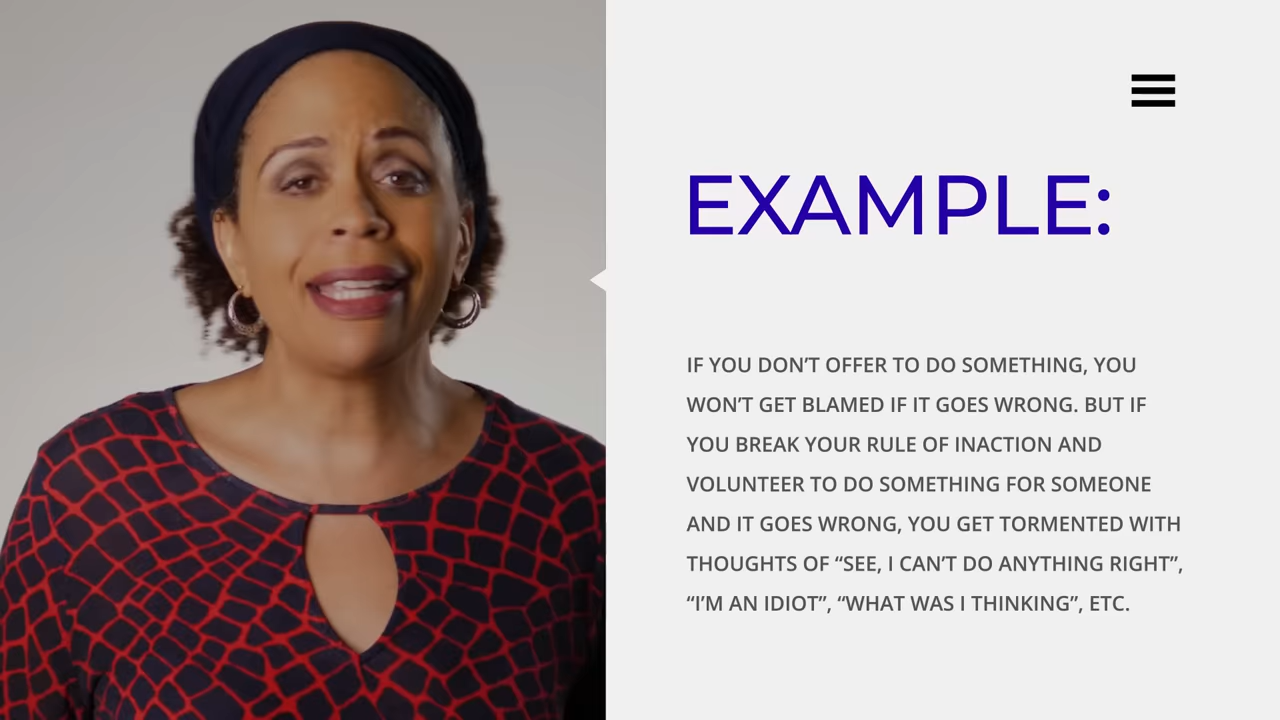 EXAMPLE:
IF YOU DON’T OFFER TO DO SOMETHING, YOU
WON’T GET BLAMED IF IT GOES WRONG. BUT IF
YOU BREAK YOUR RULE OF INACTION AND
VOLUNTEER TO DO SOMETHING FOR SOMEONE
AND IT GOES WRONG, YOU GET TORMENTED WITH
THOUGHTS OF “SEE, I CAN’T DO ANYTHING RIGHT”,
“I’M AN IDIOT”, “WHAT WAS I THINKING”, ETC.